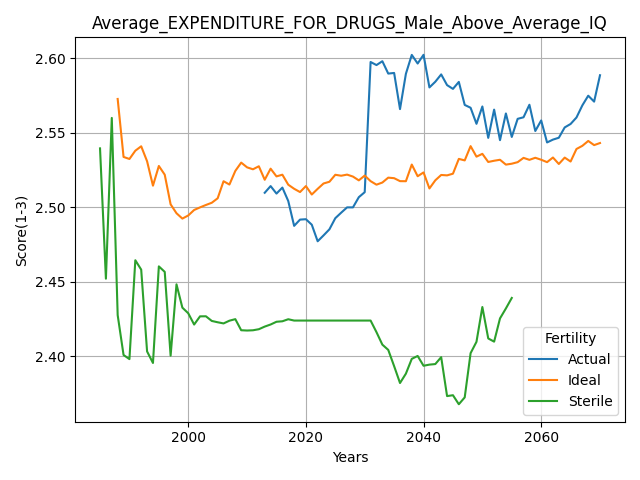 Average_EXPENDITURE_FOR_DRUGS_Male_Above_Average_IQ
Score(1-3)
2.60
2.55
2.50
2.45
2.40
2000
2020
2040
2060
Years
Fertility
Actual
Ideal
Sterile